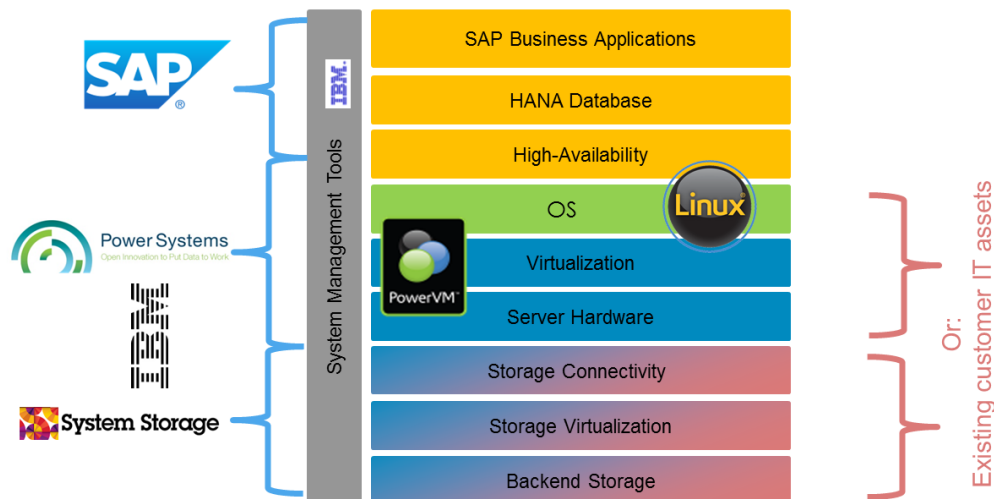 SAP
®
Power Systems
Open Innovation to Put Data to Work
IBM
System Storage
IBM.
System Management Tools
SAP Business Applications
HANA Database
High-Availability
OS
Linux
Virtualization
PowerVM™
Server Hardware
Storage Connectivity
Storage Virtualization
Backend Storage
Or:
Existing customer IT assets